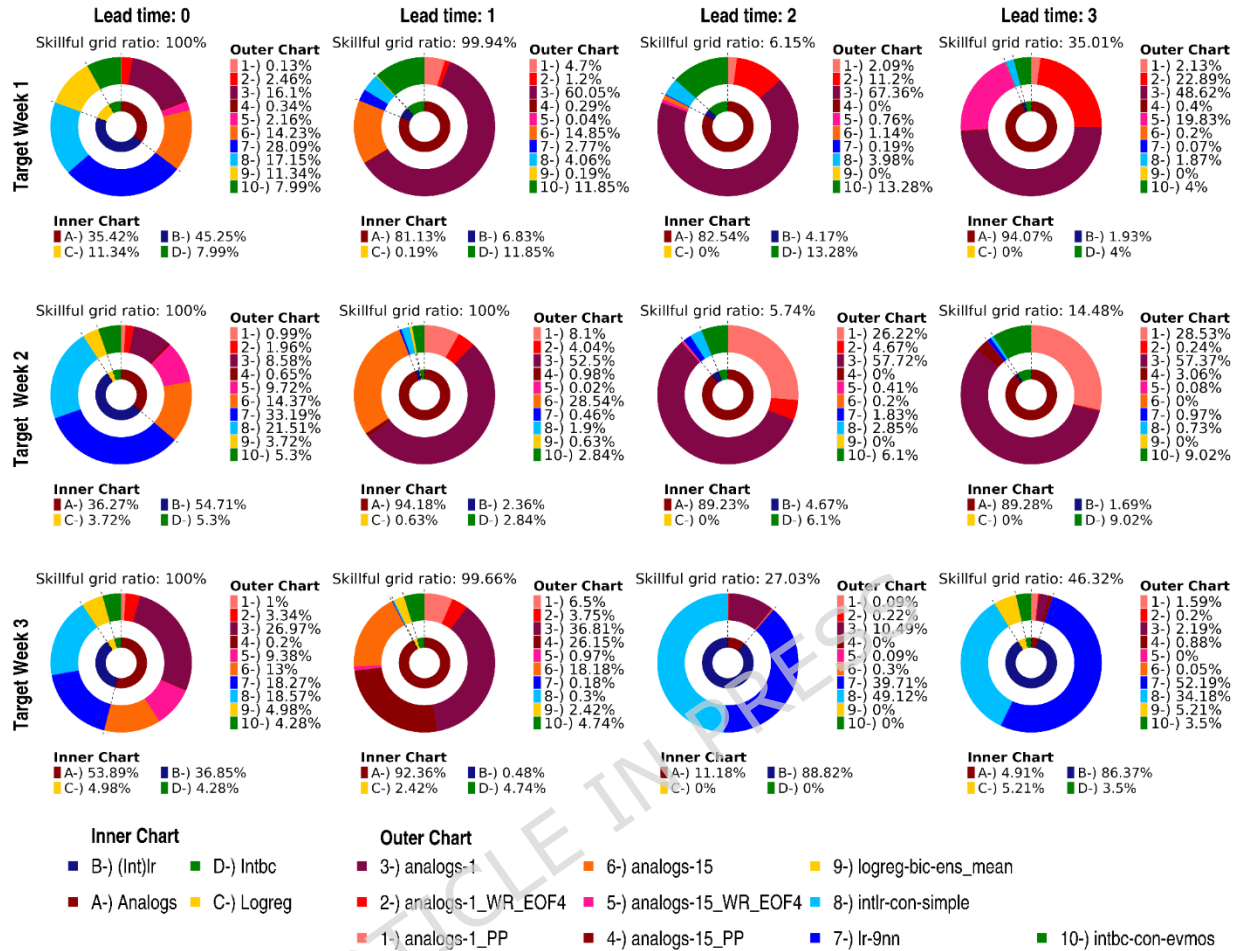 Lead time: 0
Lead time: 1
Lead time: 2
Lead time: 3
Target Week 1
Skillful grid ratio: 100%
Outer Chart
1-) 0.13%
2-) 2.46%
3-) 16.1%
4-) 0.34%
5-) 2.16%
6-) 14.23%
7-) 28.09%
8-) 17.15%
9-) 11.34%
10-) 7.99%
Inner Chart
A-) 35.42% B-) 45.25%
C-) 11.34% D-) 7.99%
Skillful grid ratio: 99.94%
Outer Chart
1-) 4.7%
2-) 1.2%
3-) 60.05%
4-) 0.29%
5-) 0.04%
6-) 14.85%
7-) 2.77%
8-) 4.06%
9-) 0.19%
10-) 11.85%
Inner Chart
A-) 81.13% B-) 6.83%
C-) 0.19% D-) 11.85%
Skillful grid ratio: 6.15%
Outer Chart
1-) 2.09%
2-) 11.2%
3-) 67.36%
4-) 0%
5-) 0.76%
6-) 1.14%
7-) 0.19%
8-) 3.98%
9-) 0%
10-) 13.28%
Inner Chart
A-) 82.54% B-) 4.17%
C-) 0% D-) 13.28%
Skillful grid ratio: 35.01%
Outer Chart
1-) 2.13%
2-) 22.89%
3-) 48.62%
4-) 0.4%
5-) 19.83%
6-) 0.2%
7-) 0.07%
8-) 1.87%
9-) 0%
10-) 4%
Inner Chart
A-) 94.07% B-) 1.93%
C-) 0% D-) 4%
Target Week 2
Skillful grid ratio: 100%
Outer Chart
1-) 0.99%
2-) 1.96%
3-) 8.58%
4-) 0.65%
5-) 9.72%
6-) 14.37%
7-) 33.19%
8-) 21.51%
9-) 3.72%
10-) 5.3%
Inner Chart
A-) 36.27% B-) 54.71%
C-) 3.72% D-) 5.3%
Skillful grid ratio: 100%
Outer Chart
1-) 8.1%
2-) 4.04%
3-) 52.5%
4-) 0.98%
5-) 0.02%
6-) 28.54%
7-) 0.46%
8-) 1.9%
9-) 0.63%
10-) 2.84%
Inner Chart
A-) 94.18% B-) 2.36%
C-) 0.63% D-) 2.84%
Skillful grid ratio: 5.74%
Outer Chart
1-) 26.22%
2-) 4.67%
3-) 57.72%
4-) 0%
5-) 0.41%
6-) 0.2%
7-) 1.83%
8-) 2.85%
9-) 0%
10-) 6.1%
Inner Chart
A-) 89.23% B-) 4.67%
C-) 0% D-) 6.1%
Skillful grid ratio: 14.48%
Outer Chart
1-) 28.53%
2-) 0.24%
3-) 57.37%
4-) 3.06%
5-) 0.08%
6-) 0%
7-) 0.97%
8-) 0.73%
9-) 0%
10-) 9.02%
Inner Chart
A-) 89.28% B-) 1.69%
C-) 0% D-) 9.02%
Target Week 3
Skillful grid ratio: 100%
Outer Chart
1-) 1%
2-) 3.34%
3-) 26.97%
4-) 0.2%
5-) 9.38%
6-) 13%
7-) 18.27%
8-) 18.57%
9-) 4.98%
10-) 4.28%
Inner Chart
A-) 53.89% B-) 36.85%
C-) 4.98% D-) 4.28%
Skillful grid ratio: 99.66%
Outer Chart
1-) 6.5%
2-) 3.75%
3-) 36.81%
4-) 26.15%
5-) 0.97%
6-) 18.18%
7-) 0.18%
8-) 0.3%
9-) 2.42%
10-) 4.74%
Inner Chart
A-) 92.36% B-) 0.48%
C-) 2.42% D-) 4.74%
Skillful grid ratio: 27.03%
Outer Chart
1-) 0.09%
2-) 0.22%
3-) 10.49%
4-) 0%
5-) 0.09%
6-) 0.3%
7-) 39.71%
8-) 49.12%
9-) 0%
10-) 0%
Inner Chart
A-) 11.18% B-) 88.82%
C-) 0% D-) 0%
Skillful grid ratio: 46.32%
Outer Chart
1-) 1.59%
2-) 0.2%
3-) 2.19%
4-) 0.88%
5-) 0%
6-) 0.05%
7-) 52.19%
8-) 34.18%
9-) 5.21%
10-) 3.5%
Inner Chart
A-) 4.91% B-) 86.37%
C-) 5.21% D-) 3.5%
Inner Chart
B-) (Int)lr D-) Intbc
A-) Analogs C-) Logreg
Outer Chart
3-) analogs-1 6-) analogs-15 9-) logreg-bic-ens_mean
2-) analogs-1_WR_EOF4 5-) analogs-15_WR_EOF4 8-) intlr-con-simple
1-) analogs-1_PP 4-) analogs-15_PP 7-) lr-9nn 10-) intbc-con-evmos
TICLE IN PRESS